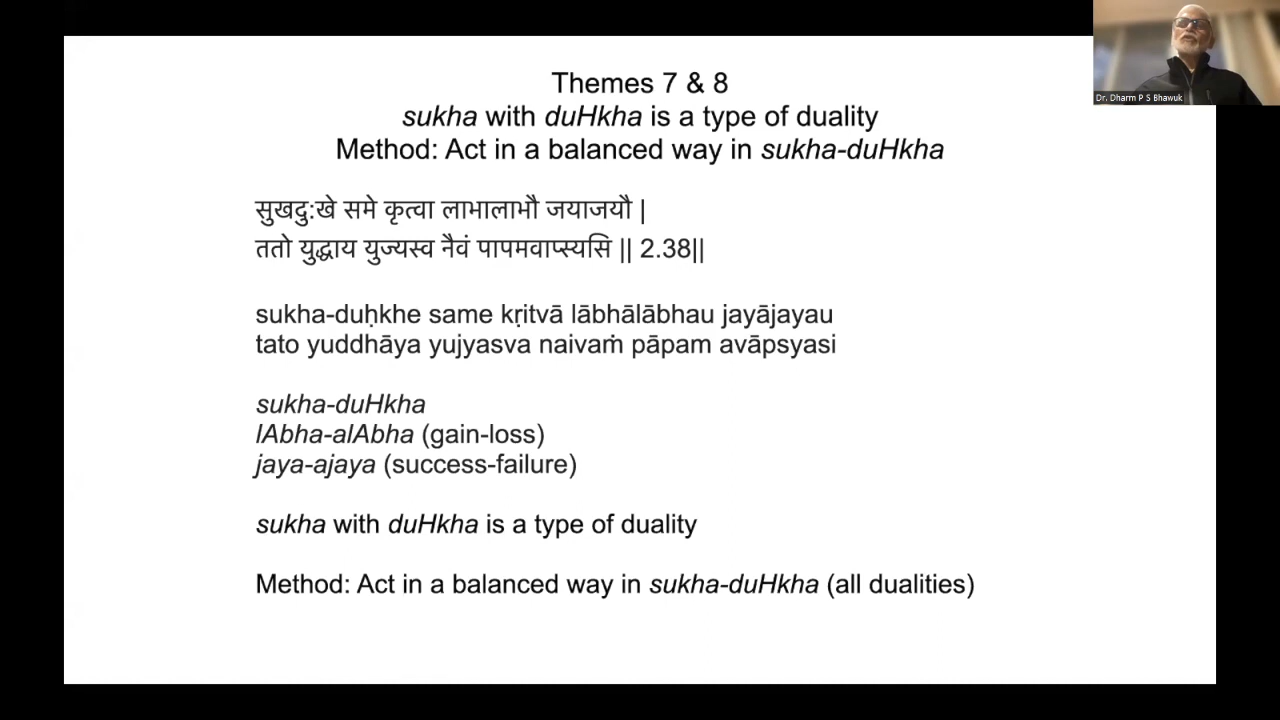 Themes 7 & 8
sukha with duHkha is a type of duality
Method: Act in a balanced way in sukha-duHkha
सुखदु:खे समे कृत्वा लाभालाभौ जयाजयौ |
ततो युद्धाय युज्यस्व नैवं पापमवाप्स्यसि || 2.38||
sukha-duḥkhe same kṛitvā lābhālābhau jayājayau
tato yuddhāya yujyasva naivaṁ pāpam avāpsyasi
sukha-duHkha
lAbha-alAbha (gain-loss)
jaya-ajaya (success-failure)
sukha with duHkha is a type of duality
Method: Act in a balanced way in sukha-duHkha (all dualities)
Dr. Dharm P S Bhawuk